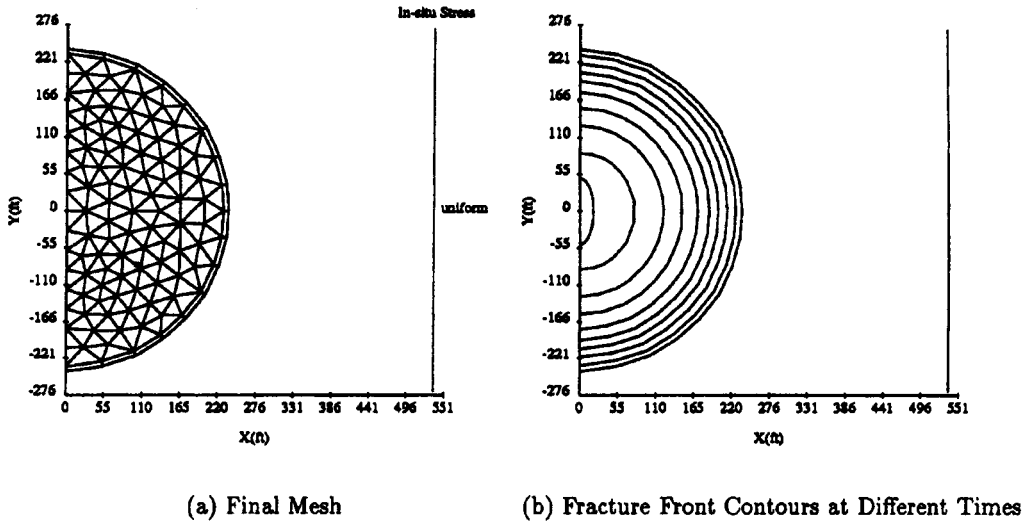 In-situ Stress
276
221
166
110
55
0
-55
-110
-166
-221
-276
Y(ft)
0 55 110 165 220 276 331 386 441 496 551
X(ft)
uniform
276
221
166
110
55
0
-55
-110
-166
-221
-276
Y(ft)
0 55 110 165 220 276 331 386 441 496 551
X(ft)
(a) Final Mesh
(b) Fracture Front Contours at Different Times